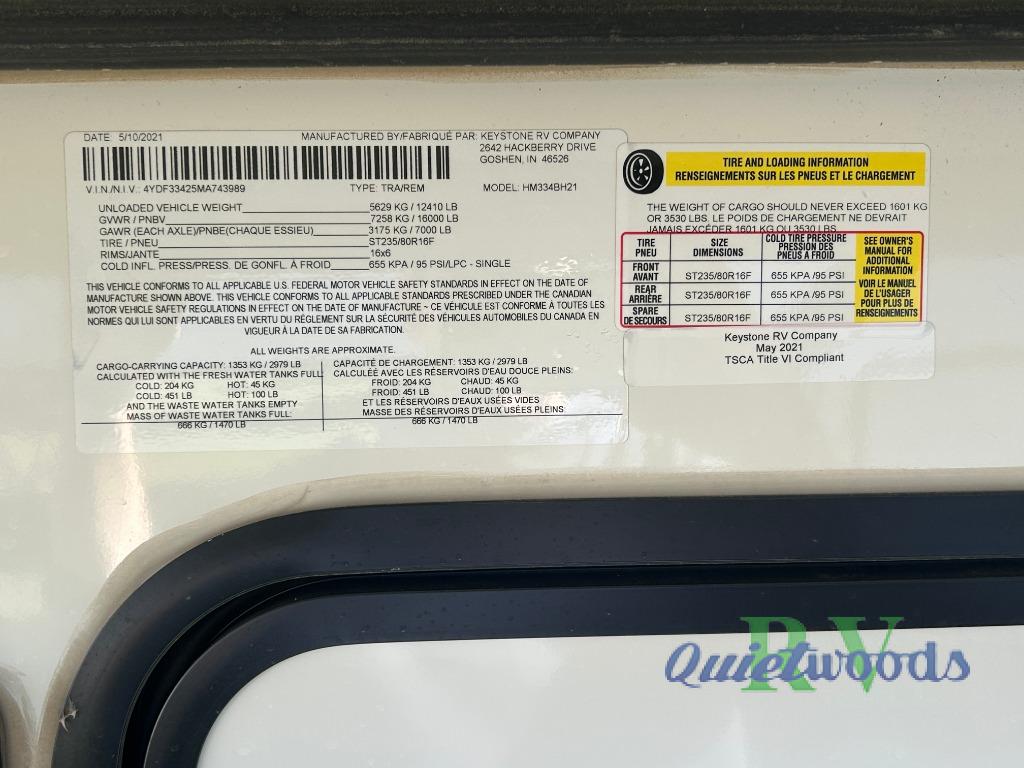 DATE 5/10/2021 MANUFACTURED BY/FABRIQUÉ PAR: KEYSTONE RV COMPANY
2642 HACKBERRY DRIVE
GOSHEN, IN 46526
V.I.N./N.I.V.: 4YDF33425MA743989 TYPE: TRA/REM MODEL: HM334BH21
UNLOADED VEHICLE WEIGHT 5629 KG / 12410 LB
GVWR / PNBV 7258 KG / 16000 LB
GAWR (EACH AXLE)/PNBE(CHAQUE ESSIEU) 3175 KG / 7000 LB
TIRE / PNEU ST235/80R16F
RIMS/JANTE 16x6
COLD INFL. PRESS/PRESS. DE GONFL. À FROID 655 KPA / 95 PSI/LPC - SINGLE
THIS VEHICLE CONFORMS TO ALL APPLICABLE U.S. FEDERAL MOTOR VEHICLE SAFETY STANDARDS IN EFFECT ON THE DATE OF
MANUFACTURE SHOWN ABOVE. THIS VEHICLE CONFORMS TO ALL APPLICABLE STANDARDS PRESCRIBED UNDER THE CANADIAN
MOTOR VEHICLE SAFETY REGULATIONS IN EFFECT ON THE DATE OF MANUFACTURE ~ CE VÉHICULE EST CONFORME À TOUTES LES
NORMES QUI LUI SONT APPLICABLES EN VERTU DU RÉGLEMENT SUR LA SÉCURITÉ DES VÉHICULES AUTOMOBILES DU CANADA EN
VIGUEUR À LA DATE DE SA FABRICATION.
ALL WEIGHTS ARE APPROXIMATE.
CARGO-CARRYING CAPACITY: 1353 KG / 2979 LB
CALCULATED WITH THE FRESH WATER TANKS FULL:
COLD: 204 KG HOT: 45 KG
COLD: 451 LB HOT: 100 LB
AND THE WASTE WATER TANKS EMPTY
MASS OF WASTE WATER TANKS FULL:
666 KG / 1470 LB
CAPACITÉ DE CHARGEMENT: 1353 KG / 2979 LB
CALCULÉE AVEC LES RÉSERVOIRS D'EAU DOUCE PLEINS:
FROID: 204 KG CHAUD: 45 KG
FROID: 451 LB CHAUD: 100 LB
ET LES RÉSERVOIRS D'EAUX USÉES VIDES
MASSE DES RÉSERVOIRS D'EAUX USÉES PLEINS:
666 KG / 1470 LB
TIRE AND LOADING INFORMATION
RENSEIGNEMENTS SUR LES PNEUS ET LE CHARGEMENT
THE WEIGHT OF CARGO SHOULD NEVER EXCEED 1601 KG
OR 3530 LBS. LE POIDS DE CHARGEMENT NE DEVRAIT
JAMAIS EXCÉDER 1601 KG OU 3530 LBS.
TIRE
PNEU
SIZE
DIMENSIONS
COLD TIRE PRESSURE
PRESSION DES
PNEUS A FROID
FRONT
AVANT
ST235/80R16F 655 KPA /95 PSI
REAR
ARRIÈRE
ST235/80R16F 655 KPA /95 PSI
SPARE
DE SECOURS
ST235/80R16F 655 KPA /95 PSI
SEE OWNER'S
MANUAL FOR
ADDITIONAL
INFORMATION
VOIR LE MANUEL
DE L'USAGER
POUR PLUS DE
RENSEIGNEMENTS
Keystone RV Company
May 2021
TSCA Title VI Compliant
RV
Quietwoods